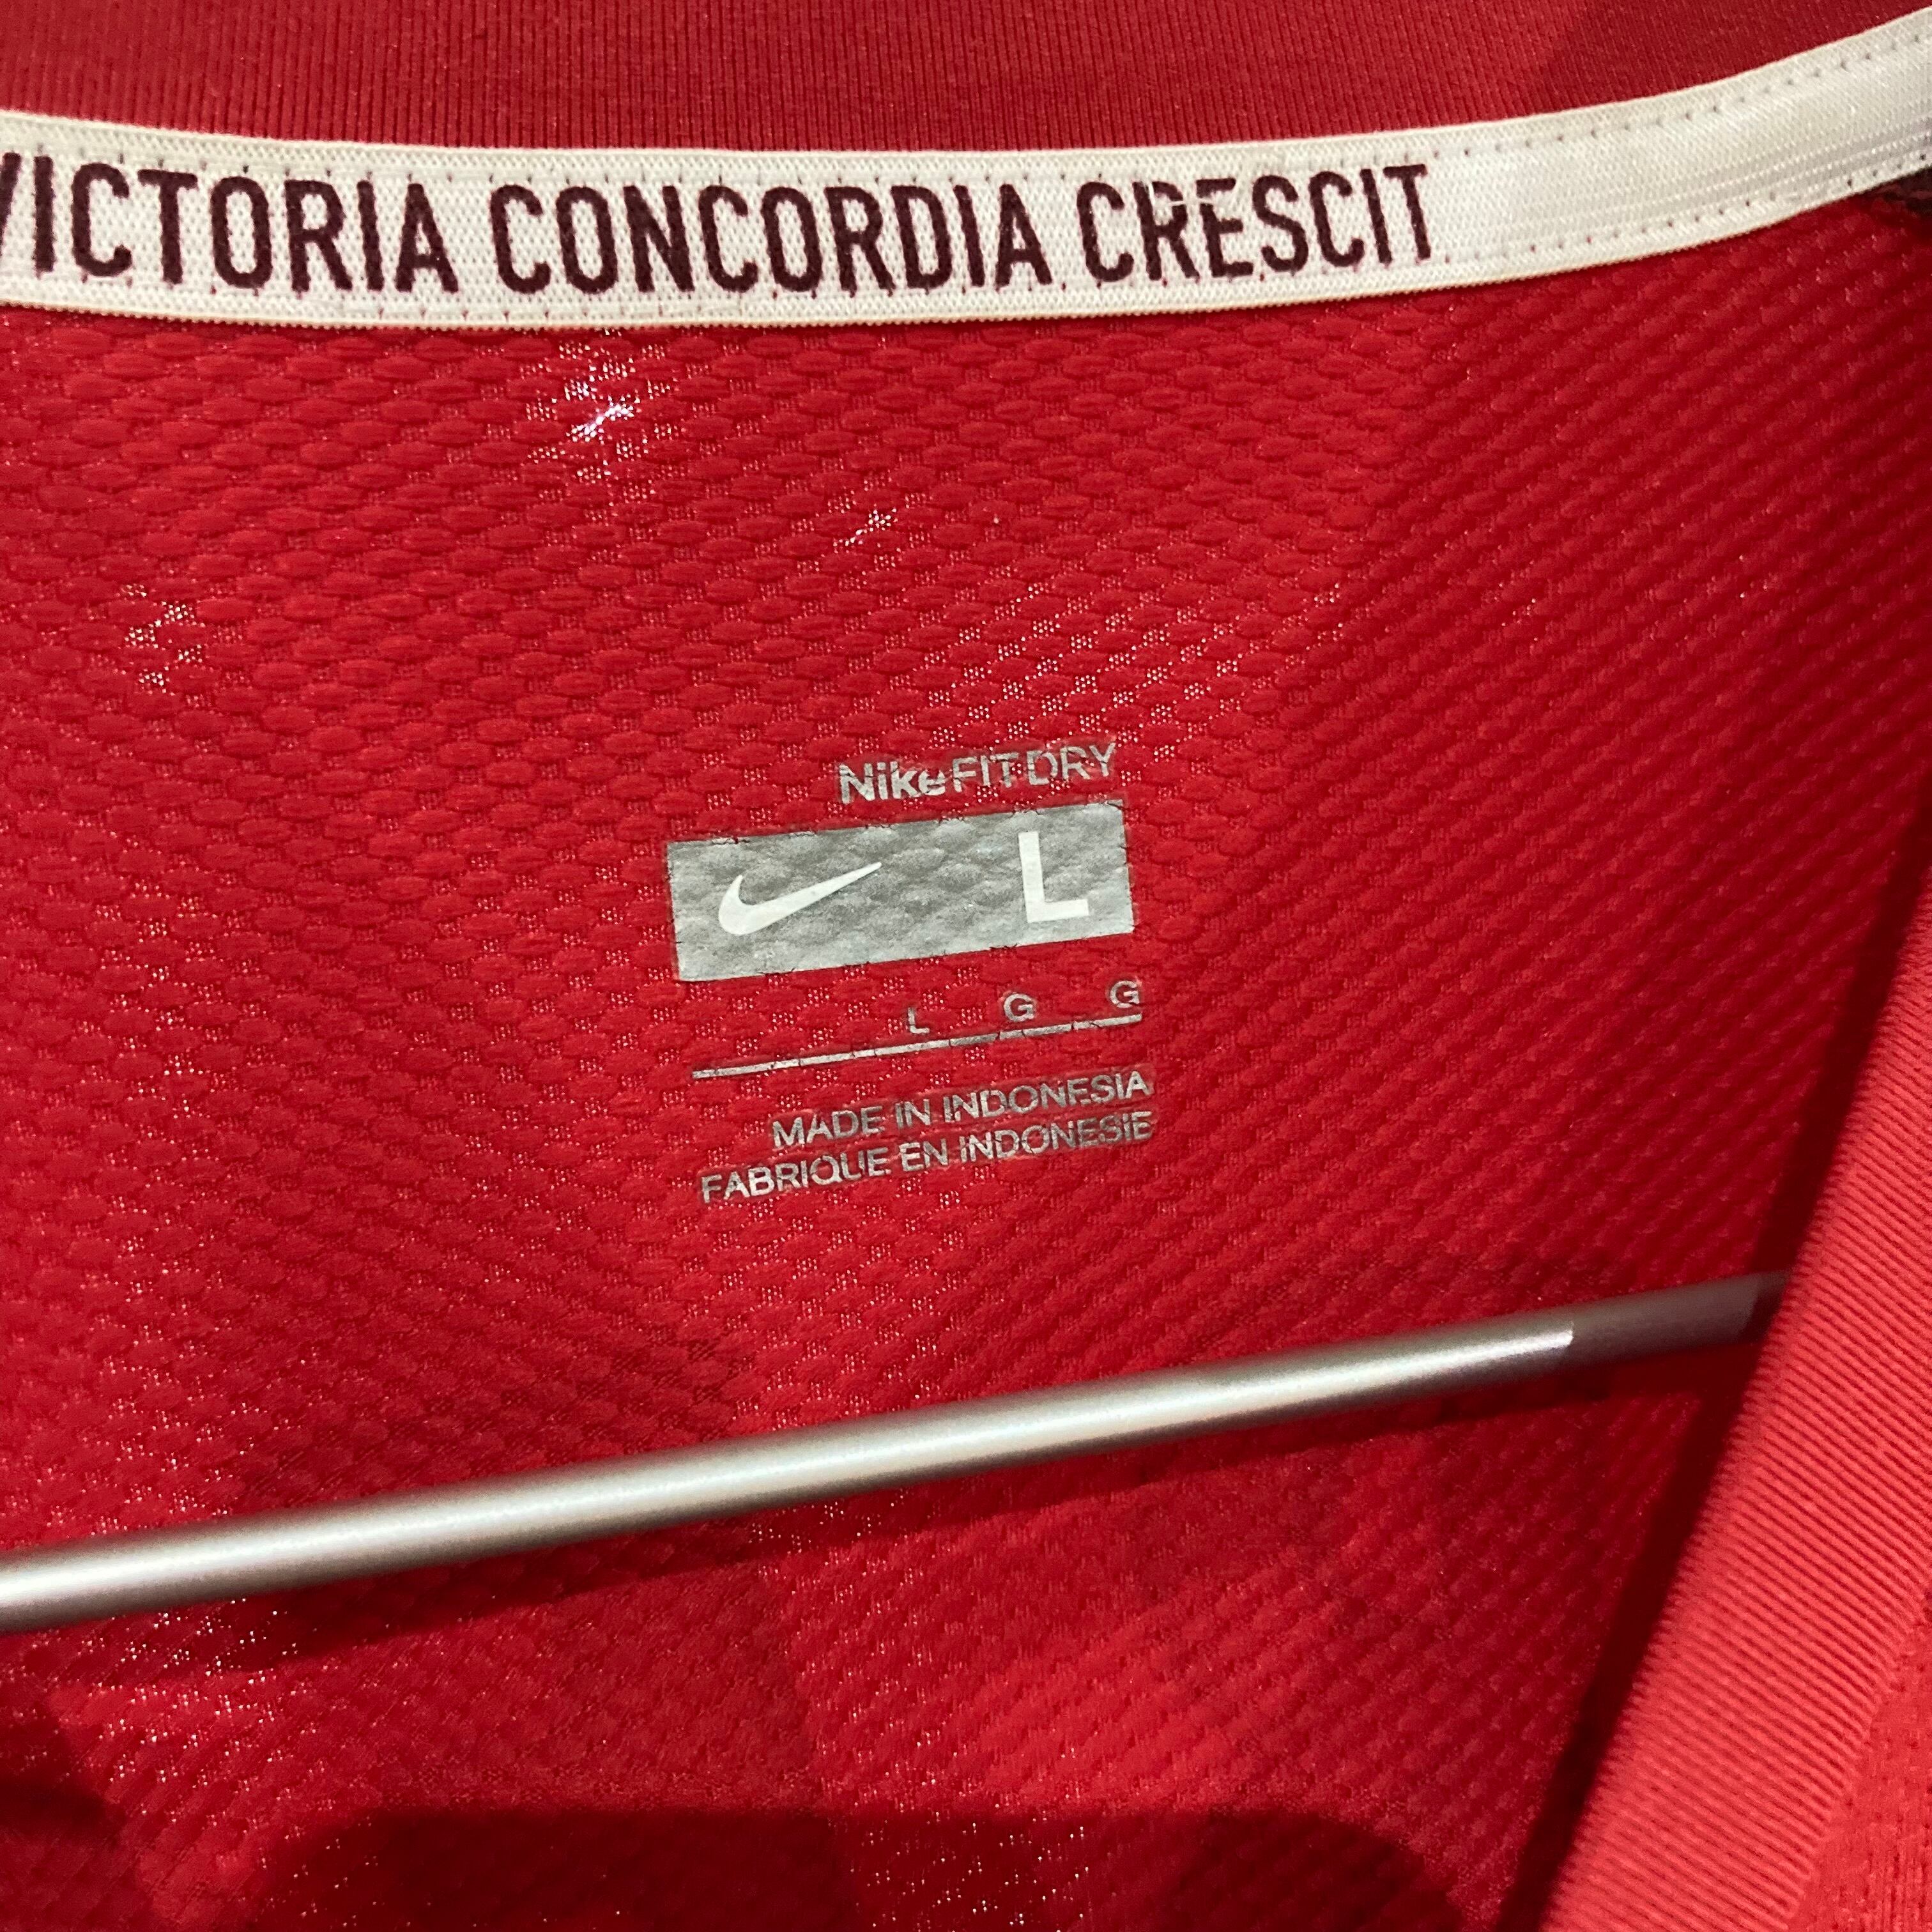 VICTORIA CONCORDIA CRESCIT
NikeFITDRY
L
L G G
MADE IN INDONESIA
FABRIQUE EN INDONESIE